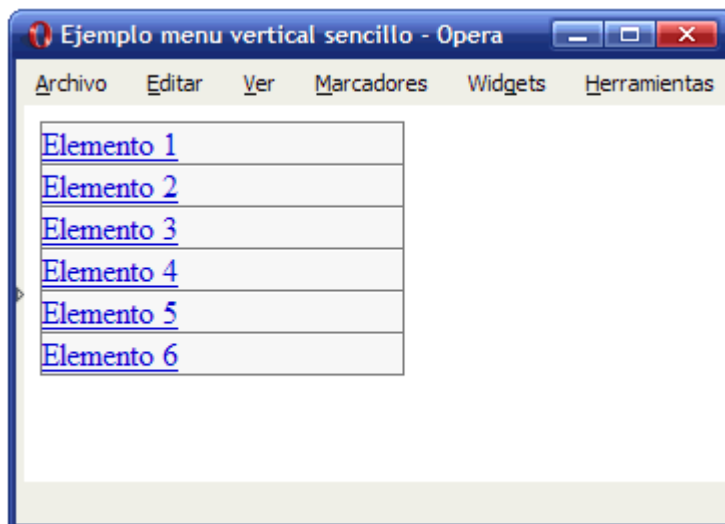 Ejemplo menu vertical sencillo - Opera
Archivo Editar Ver Marcadores Widgets Herramientas
Elemento 1
Elemento 2
Elemento 3
Elemento 4
Elemento 5
Elemento 6